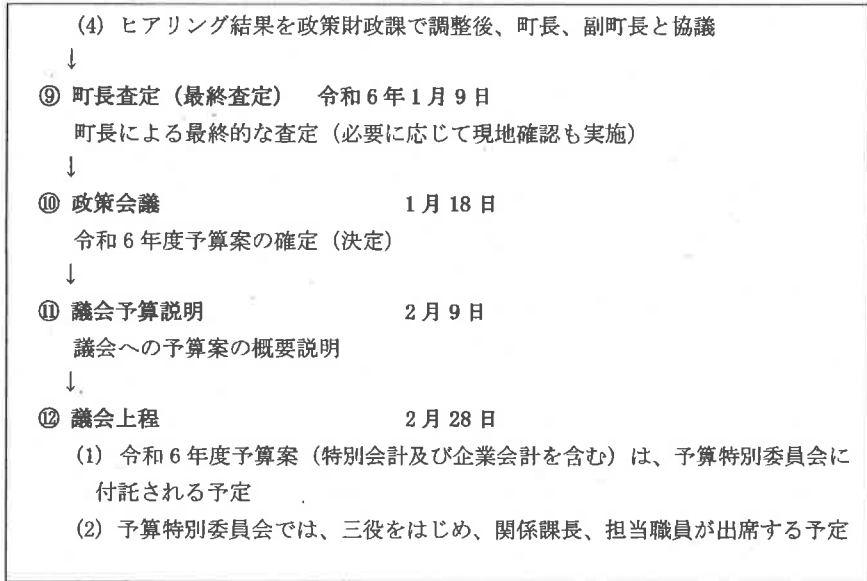 (4) ヒアリング結果を政策財政課で調整後、町長、副町長と協議
↓
⑨ 町長査定（最終査定） 令和6年1月9日
町長による最終的な査定（必要に応じて現地確認も実施）
↓
⑩ 政策会議 1月18日
令和6年度予算案の確定（決定）
↓
⑪ 議会予算説明 2月9日
議会への予算案の概要説明
↓
⑫ 議会上程 2月28日
(1) 令和6年度予算案（特別会計及び企業会計を含む）は、予算特別委員会に
付託される予定
(2) 予算特別委員会では、三役をはじめ、関係課長、担当職員が出席する予定